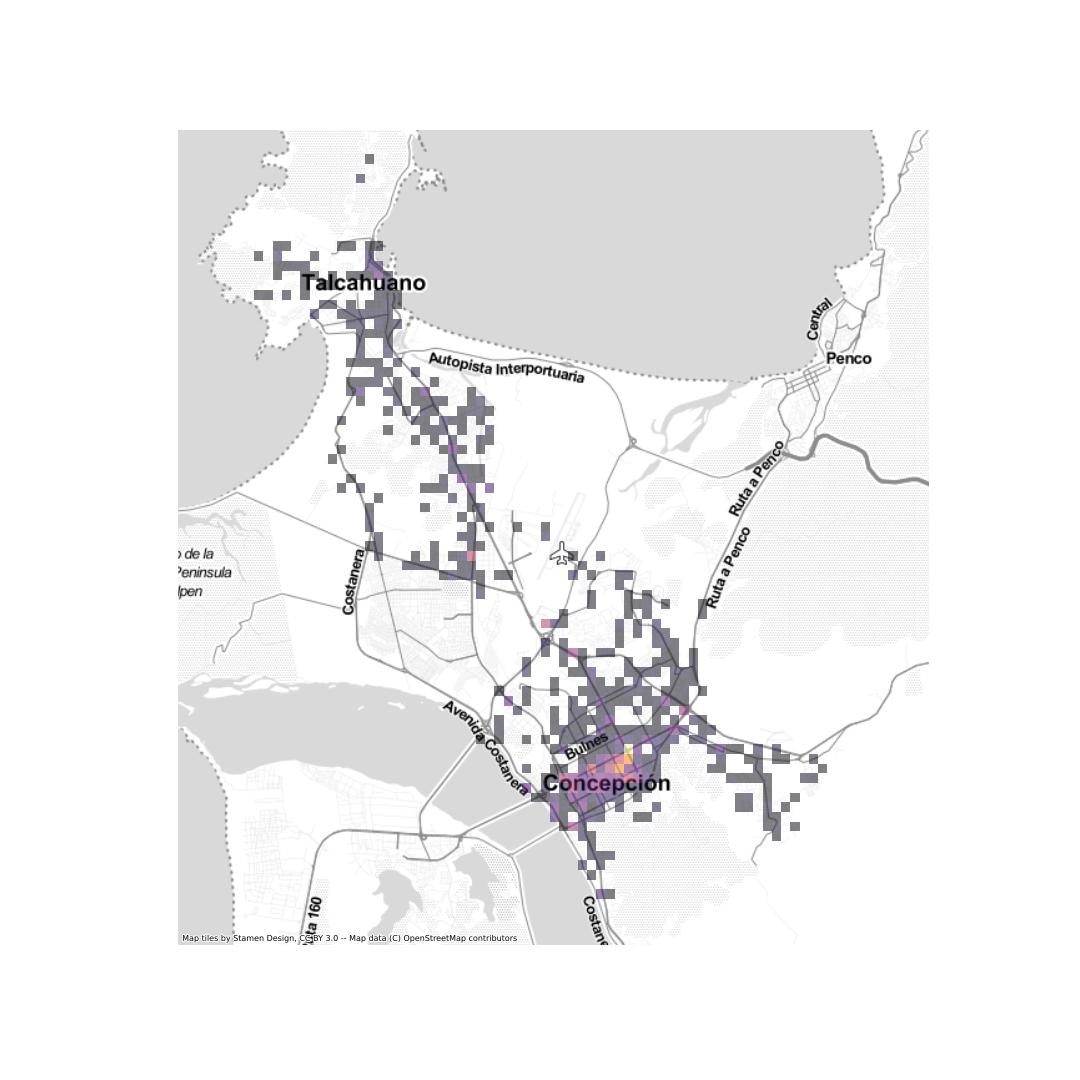 Talcahuano
Autopista Interportuaria
Central
Penco
Ruta a Penco
Ruta a Penco
o de la
Peninsula
lpen
Costanera
Avenida Costanera
Bulnes
Concepción
Costane
ta 160
Map tiles by Stamen Design, CC BY 3.0 -- Map data (C) OpenStreetMap contributors